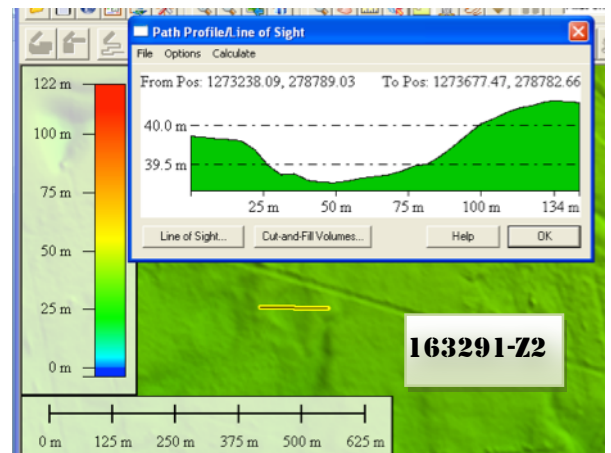 Path Profile/Line of Sight
File Options Calculate
From Pos: 1273238.09, 278789.03 To Pos: 1273677.47, 278782.66
40.0 m
39.5 m
25 m 50 m 75 m 100 m 134 m
Line of Sight... Cut-and-Fill Volumes... Help OK
122 m
100 m
75 m
50 m
25 m
0 m
163291-Z2
0 m 125 m 250 m 375 m 500 m 625 m